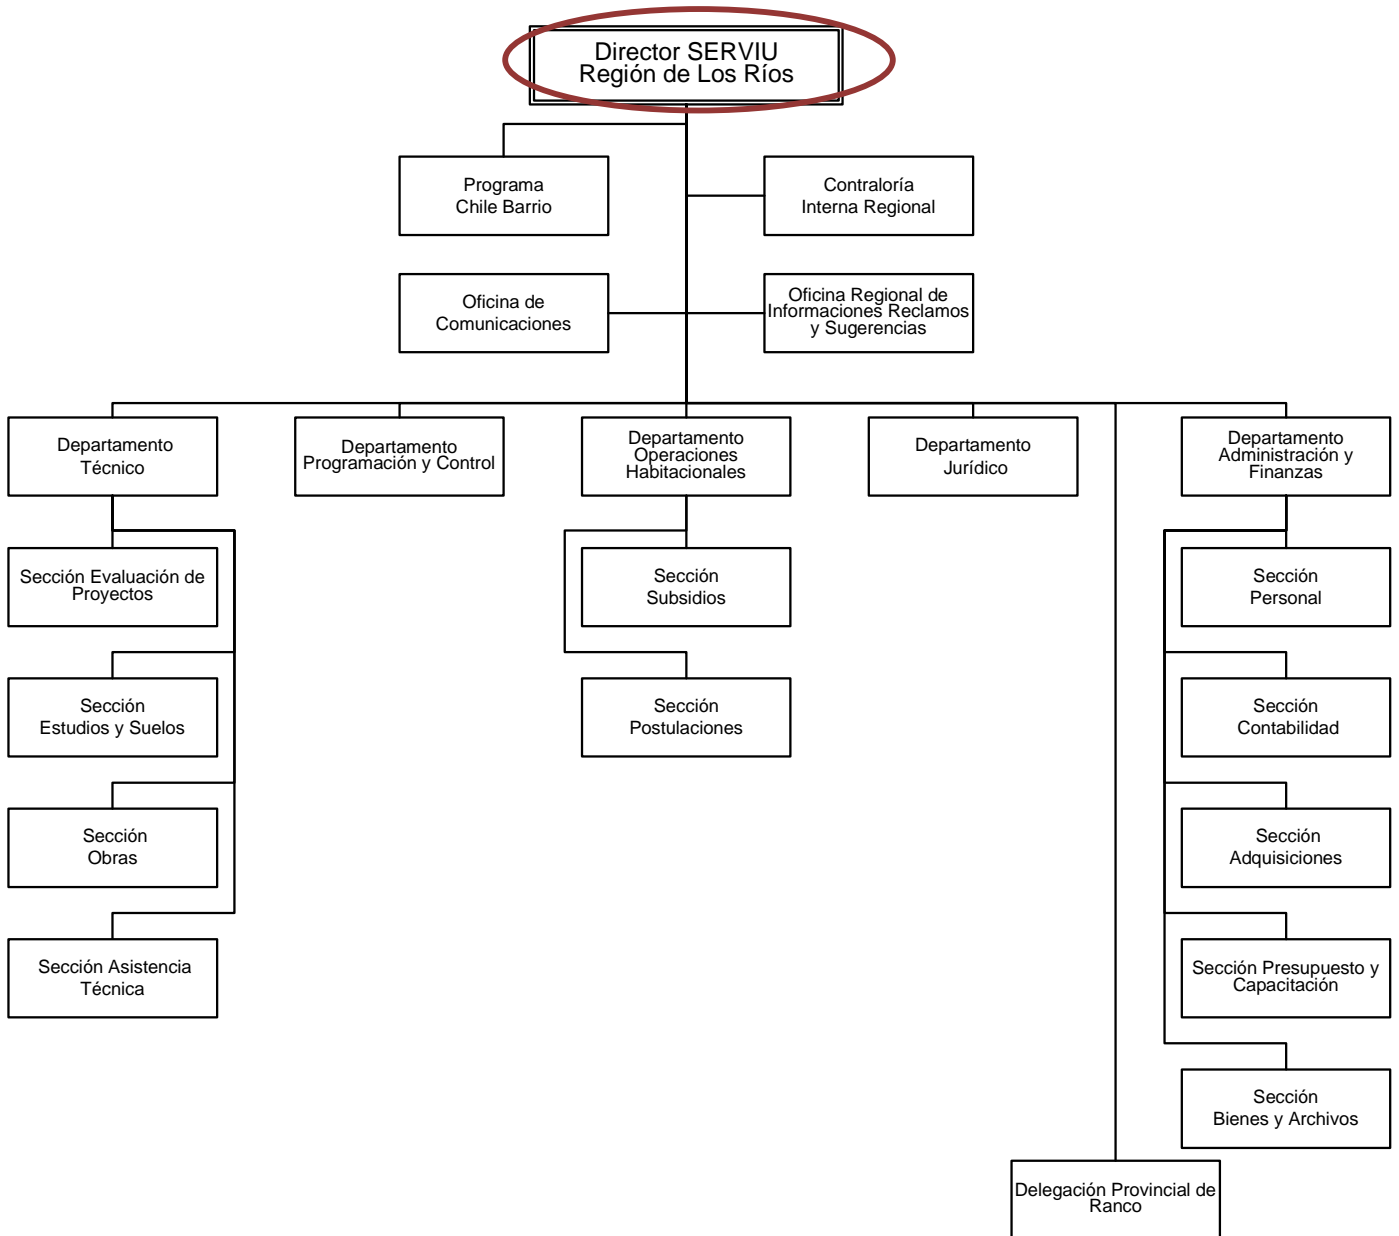 Director SERVIU
Región de Los Ríos
Programa
Chile Barrio
Contraloría
Interna Regional
Oficina de
Comunicaciones
Oficina Regional de
Informaciones Reclamos
y Sugerencias
Departamento
Técnico
Departamento
Programación y Control
Departamento
Operaciones
Habitacionales
Departamento
Jurídico
Departamento
Administración y
Finanzas
Sección Evaluación de
Proyectos
Sección
Subsidios
Sección
Personal
Sección
Estudios y Suelos
Sección
Postulaciones
Sección
Contabilidad
Sección
Obras
Sección
Adquisiciones
Sección Asistencia
Técnica
Sección Presupuesto y
Capacitación
Sección
Bienes y Archivos
Delegación Provincial de
Ranco